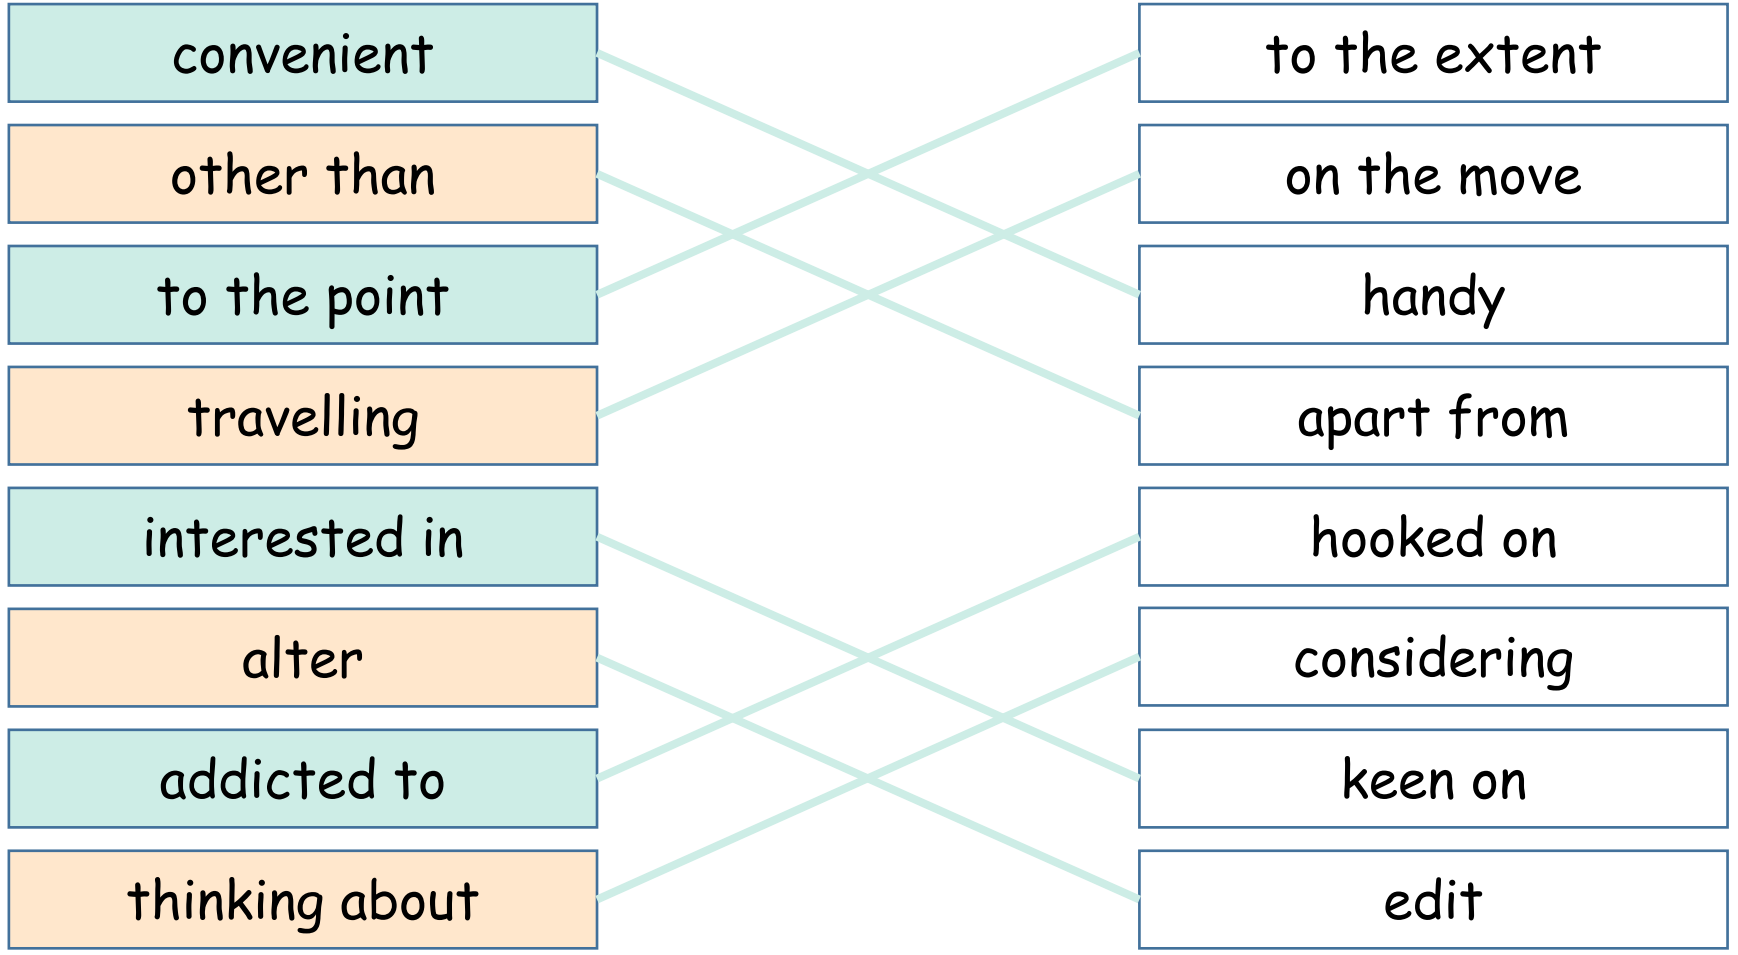 convenient
to the extent
other than
on the move
to the point
handy
travelling
apart from
interested in
hooked on
alter
considering
addicted to
keen on
thinking about
edit